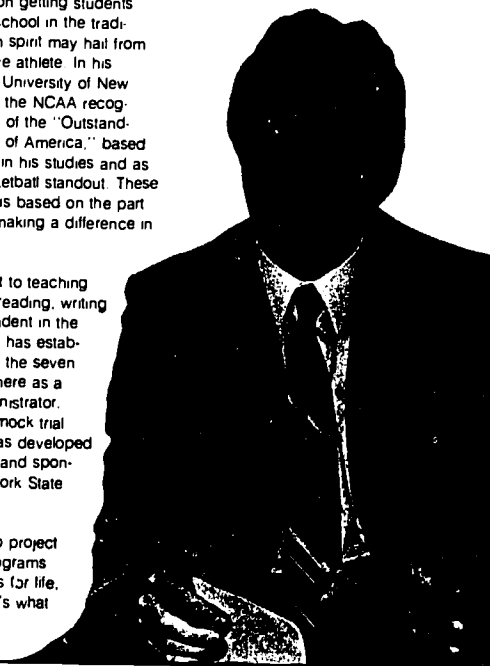 on getting students
chool in the tradi-
n spirit may hail from
e athlete. In his
University of New
the NCAA recog-
of the "Outstand-
of America," based
in his studies and as
etball standout. These
is based on the part
naking a difference in
t to teaching
reading, writing
dent in the
has estab-
the seven
here as a
nistrator.
mock trial
as developed
and spon-
ork State
o project
grams
s for life,
's what